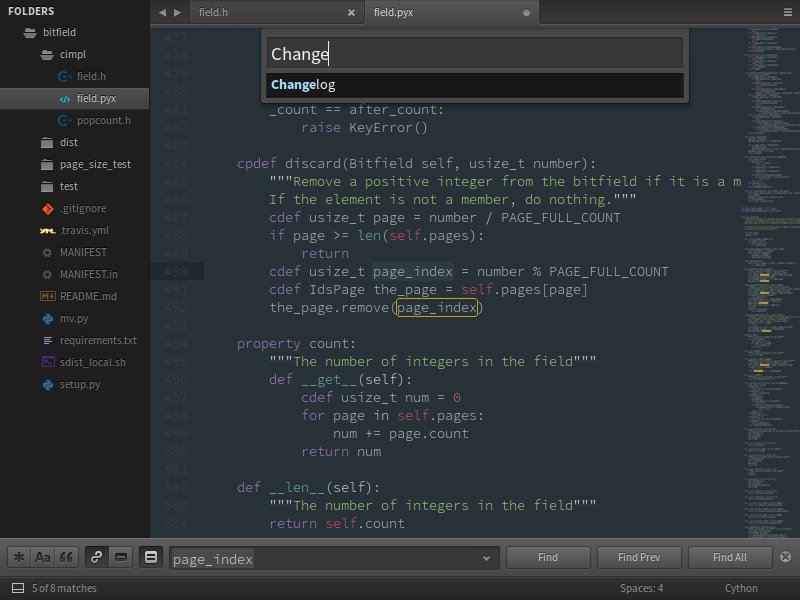 FOLDERS
bitfield
cimpl
field.h
field.pyx
popcount.h
dist
page_size_test
test
.gitignore
.travis.yml
MANIFEST
MANIFEST.in
README.md
mv.py
requirements.txt
sdist_local.sh
setup.py
field.h
field.pyx
Change
Changelog
477
478
479
481 _count == after_count:
482 raise KeyError()
483
484 cpdef discard(Bitfield self, usize_t number):
485 """Remove a positive integer from the bitfield if it is a m
486 If the element is not a member, do nothing."""
487 cdef usize_t page = number / PAGE_FULL_COUNT
488 if page >= len(self.pages):
489 return
490 cdef usize_t page_index = number % PAGE_FULL_COUNT
491 cdef IdsPage the_page = self.pages[page]
492 the_page.remove(page_index)
493
494 property count:
495 """The number of integers in the field"""
496 def __get__(self):
497 cdef usize_t num = 0
498 for page in self.pages:
499 num += page.count
500 return num
501
502 def __len__(self):
503 """The number of integers in the field"""
504 return self.count
Aa
page_index
Find
Find Prev
Find All
5 of 8 matches
Spaces: 4
Cython